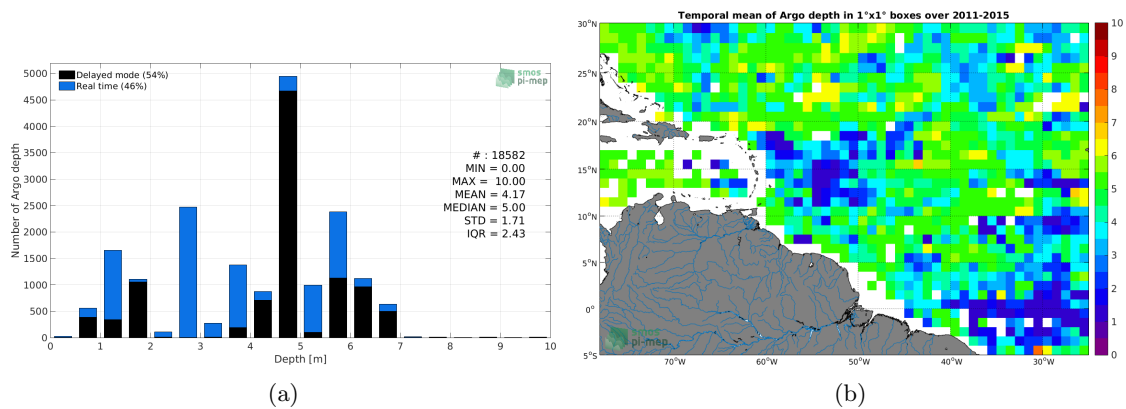 Delayed mode (54%)
Real time (46%)
smos
pi-mep
5000
4500
4000
3500
3000
2500
2000
1500
1000
500
0
Number of Argo depth
# : 18582
MIN = 0.00
MAX = 10.00
MEAN = 4.17
MEDIAN = 5.00
STD = 1.71
IQR = 2.43
0 1 2 3 4 5 6 7 8 9 10
Depth [m]
(a)
Temporal mean of Argo depth in 1°x1° boxes over 2011-2015
30°N
25°N
20°N
15°N
10°N
5°N
0°
5°S
70°W 60°W 50°W 40°W 30°W
smos
pi-mep
10
9
8
7
6
5
4
3
2
1
0
(b)